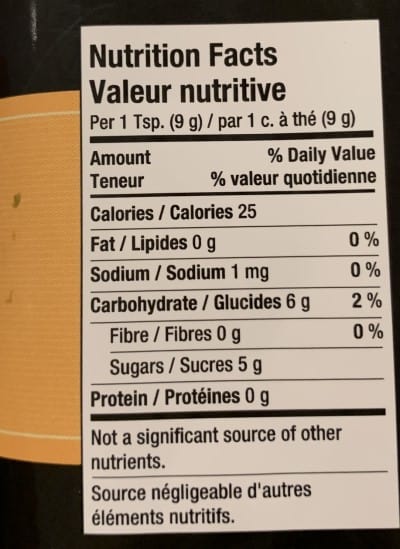 Nutrition Facts
Valeur nutritive
Per 1 Tsp. (9 g) / par 1 c. à thé (9 g)
Amount % Daily Value
Teneur % valeur quotidienne
Calories / Calories 25
Fat / Lipides 0 g 0 %
Sodium / Sodium 1 mg 0 %
Carbohydrate / Glucides 6 g 2 %
Fibre / Fibres 0 g 0 %
Sugars / Sucres 5 g
Protein / Protéines 0 g
Not a significant source of other
nutrients.
Source négligeable d'autres
éléments nutritifs.